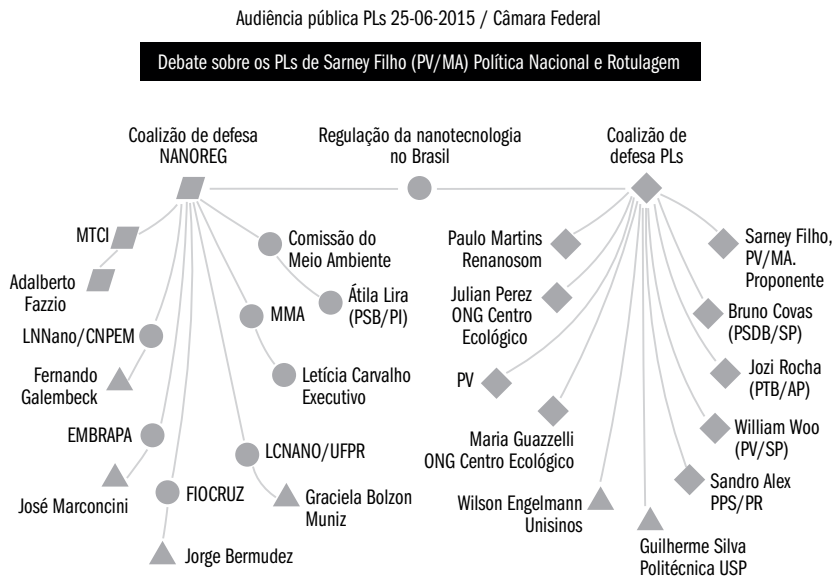 Audiência pública PLs 25-06-2015 / Câmara Federal
Debate sobre os PLs de Sarney Filho (PV/MA) Política Nacional e Rotulagem
Coalizão de defesa
NANOREG
Regulação da nanotecnologia
no Brasil
Coalizão de
defesa PLs
MTCI
Adalberto
Fazzio
LNNano/CNPEM
Fernando
Galembeck
EMBRAPA
José Marconcini
FIOCRUZ
Jorge Bermudez
Comissão do
Meio Ambiente
Átila Lira
(PSB/PI)
MMA
Letícia Carvalho
Executivo
LCNANO/UFPR
Graciela Bolzon
Muniz
Paulo Martins
Renanosom
Julian Perez
ONG Centro
Ecológico
PV
Maria Guazzelli
ONG Centro Ecológico
Wilson Engelmann
Unisinos
Sarney Filho,
PV/MA.
Proponente
Bruno Covas
(PSDB/SP)
Jozi Rocha
(PTB/AP)
William Woo
(PV/SP)
Sandro Alex
PPS/PR
Guilherme Silva
Politécnica USP